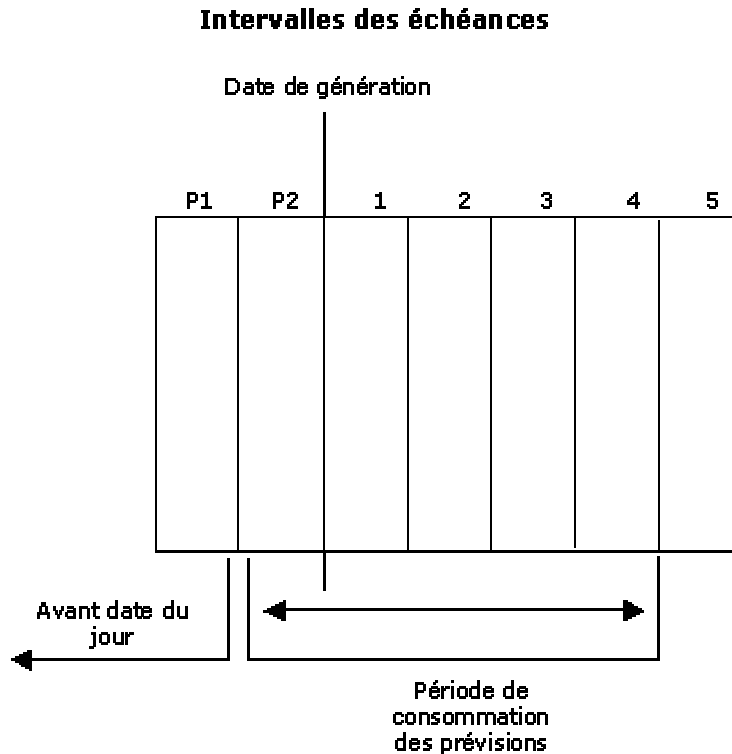 Intervalles des échéances
Date de génération
P1 P2 1 2 3 4 5
Avant date du
jour
Période de
consommation
des prévisions